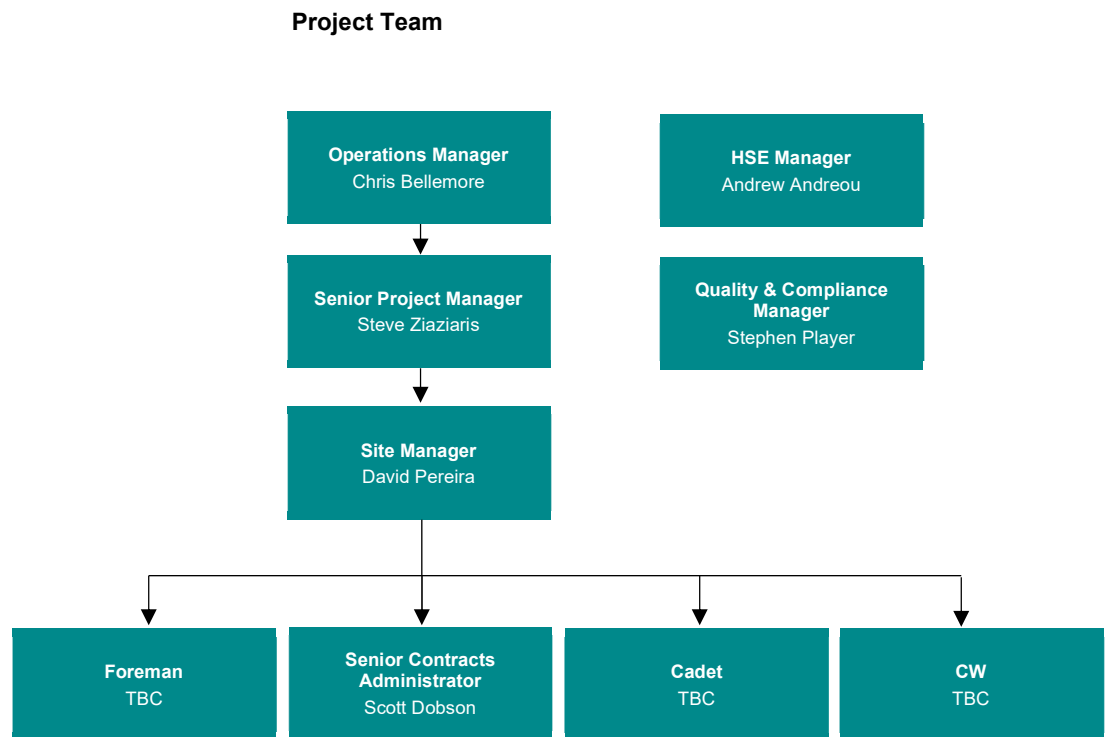 Project Team
Operations Manager
Chris Bellemore
HSE Manager
Andrew Andreou
Senior Project Manager
Steve Ziaziaris
Quality & Compliance
Manager
Stephen Player
Site Manager
David Pereira
Foreman
TBC
Senior Contracts
Administrator
Scott Dobson
Cadet
TBC
CW
TBC